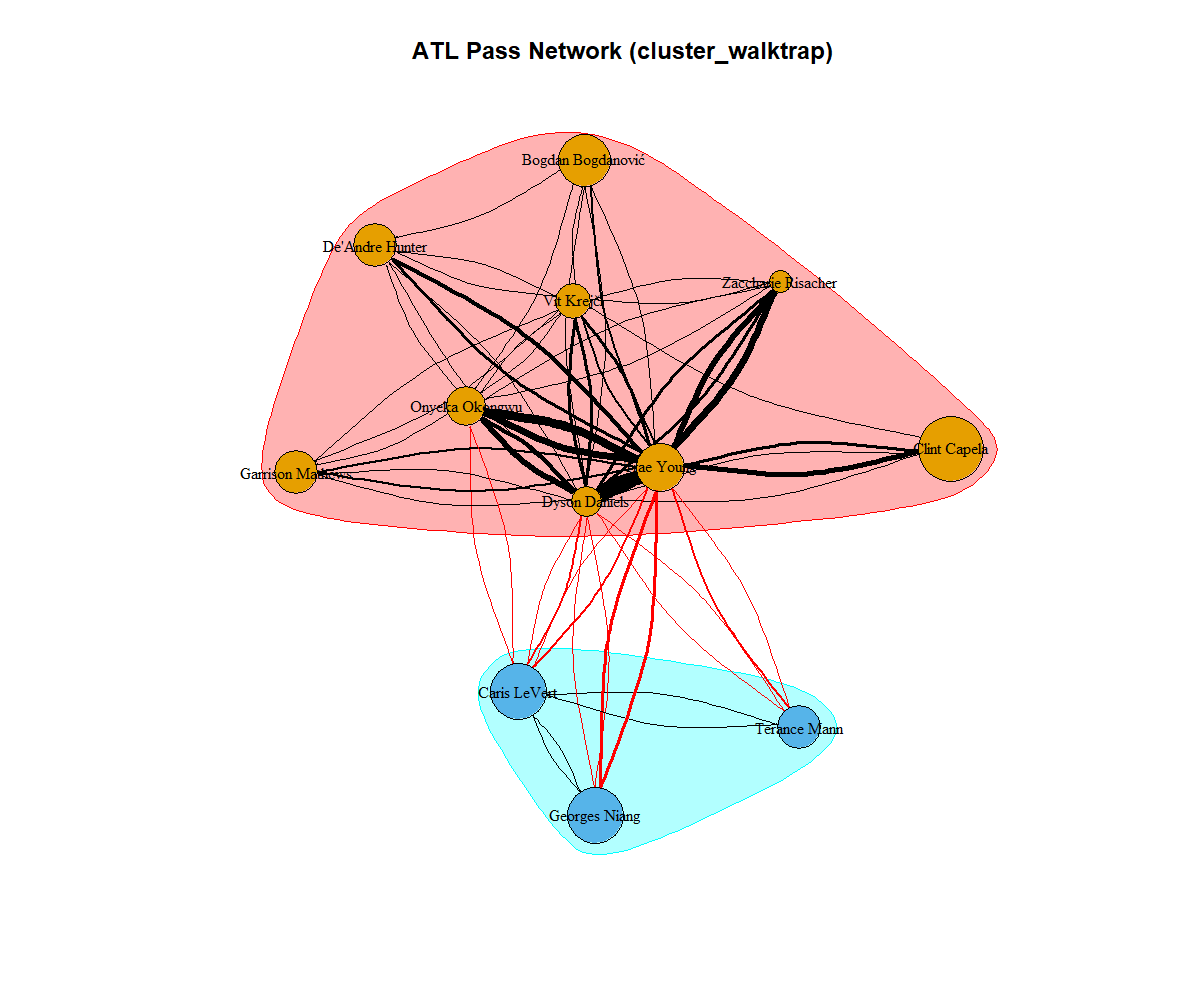 ATL Pass Network (cluster_walktrap)
Bogdan Bogdanović
De'Andre Hunter
Zaccharie Risacher
Vít Krejčí
Onyeka Okongwu
Clint Capela
Trae Young
Garrison Mathews
Dyson Daniels
Caris LeVert
Terance Mann
Georges Niang